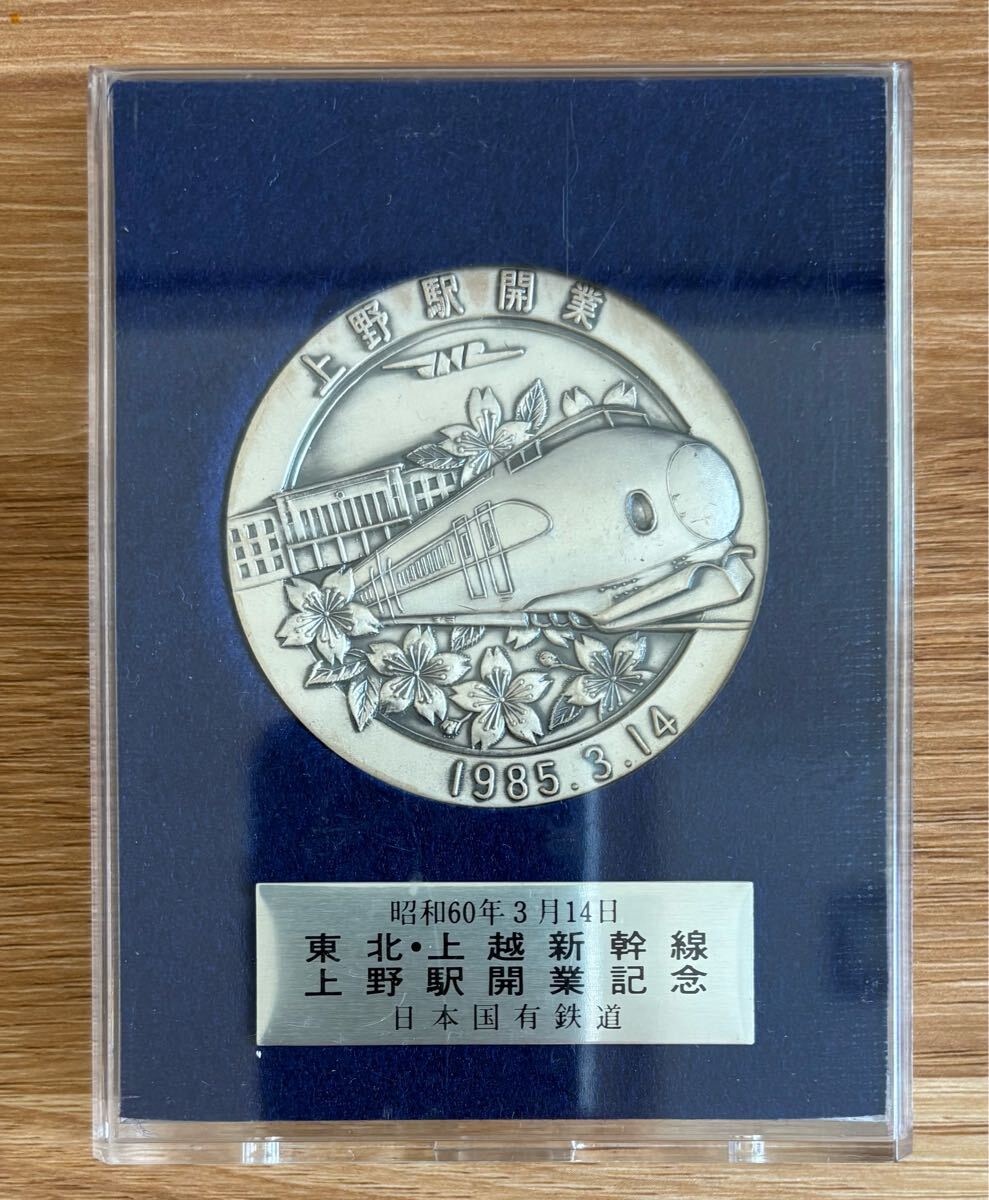 上野駅開業
JNR
1985.3.14
昭和60年3月14日
東北・上越新幹線
上野駅開業記念
日本国有鉄道